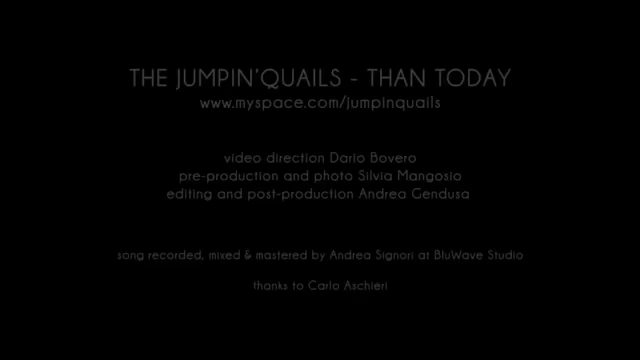 THE JUMPIN'QUAILS - THAN TODAY
www.myspace.com/jumpinquails
video direction Dario Bovero
pre-production and photo Silvia Mangosio
editing and post-production Andrea Gendusa
song recorded, mixed & mastered by Andrea Signori at BluWave Studio
thanks to Carlo Aschieri